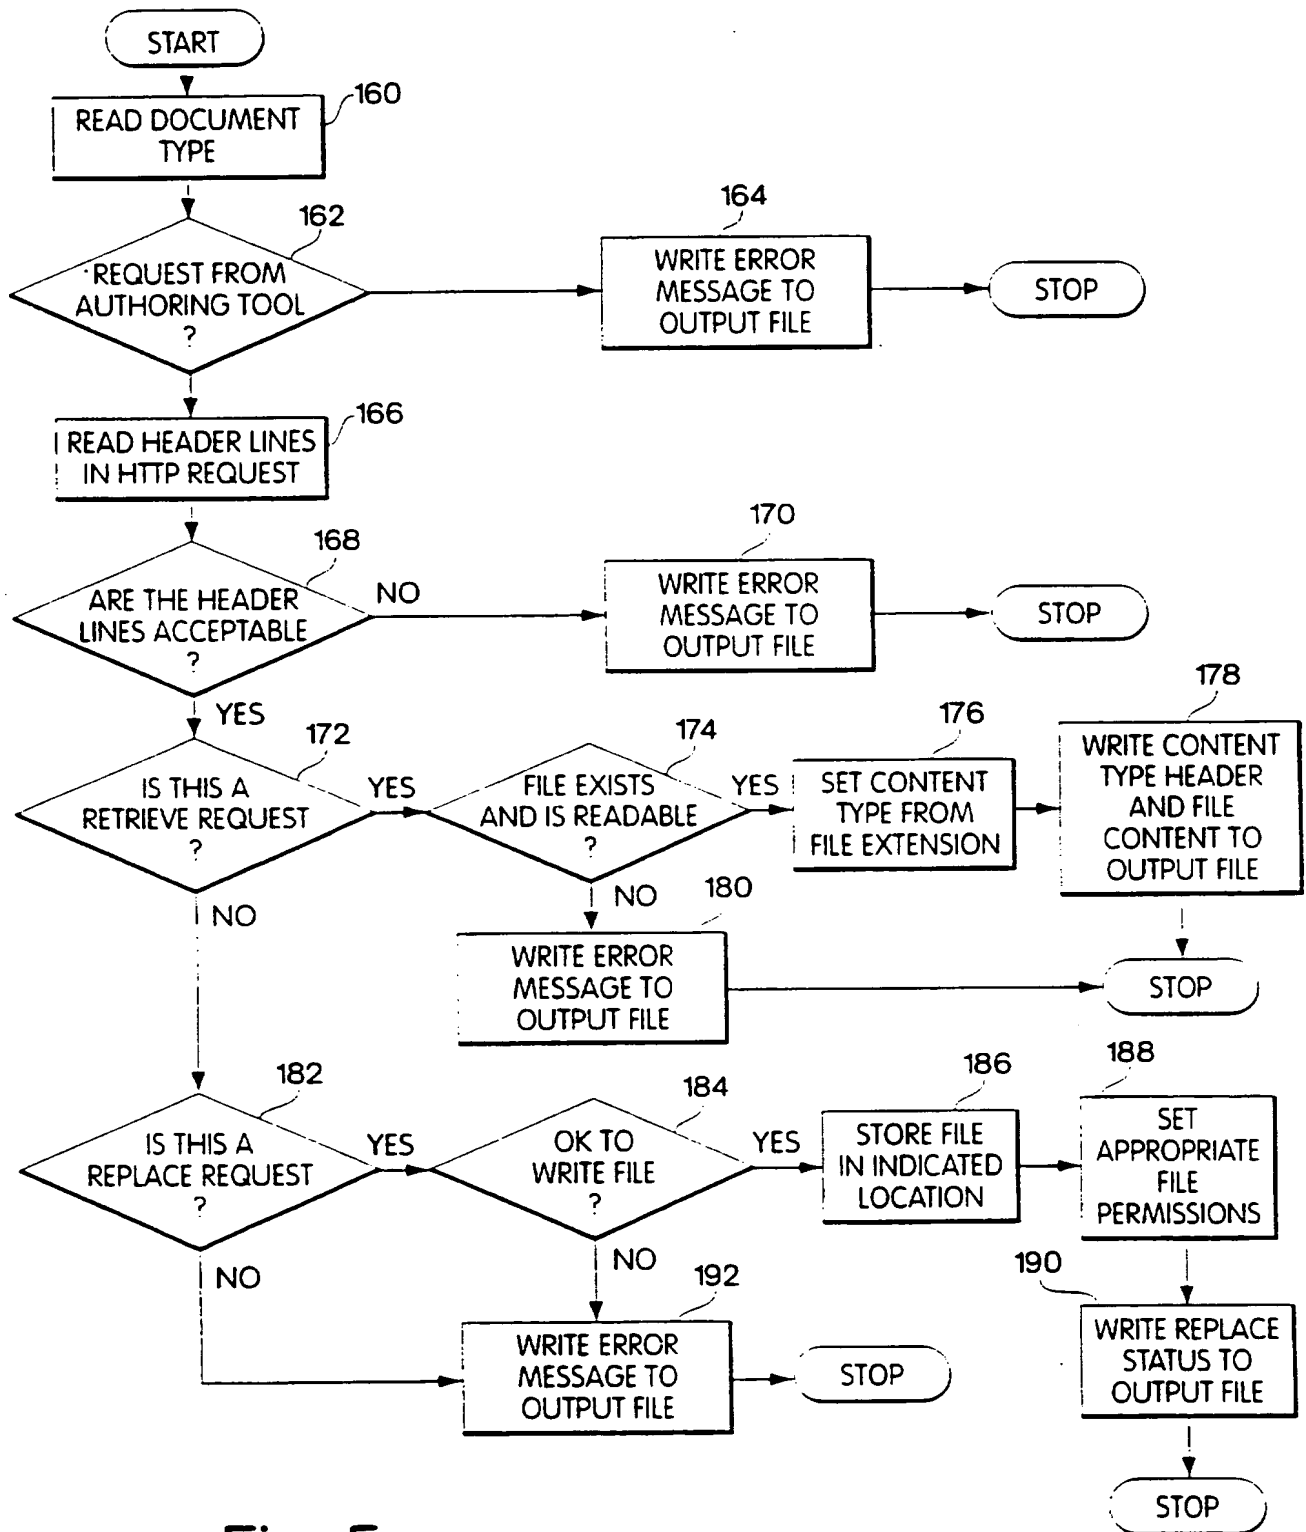 START
160
READ DOCUMENT
TYPE
162
REQUEST FROM
AUTHORING TOOL
?
164
WRITE ERROR
MESSAGE TO
OUTPUT FILE
STOP
166
READ HEADER LINES
IN HTTP REQUEST
168
ARE THE HEADER
LINES ACCEPTABLE
?
NO
170
WRITE ERROR
MESSAGE TO
OUTPUT FILE
STOP
YES
172
IS THIS A
RETRIEVE REQUEST
?
YES
174
FILE EXISTS
AND IS READABLE
?
YES
176
SET CONTENT
TYPE FROM
FILE EXTENSION
178
WRITE CONTENT
TYPE HEADER
AND FILE
CONTENT TO
OUTPUT FILE
NO
NO
180
WRITE ERROR
MESSAGE TO
OUTPUT FILE
STOP
182
IS THIS A
REPLACE REQUEST
?
YES
184
OK TO
WRITE FILE
?
YES
186
STORE FILE
IN INDICATED
LOCATION
188
SET
APPROPRIATE
FILE
PERMISSIONS
NO
NO
190
WRITE REPLACE
STATUS TO
OUTPUT FILE
192
WRITE ERROR
MESSAGE TO
OUTPUT FILE
STOP
STOP